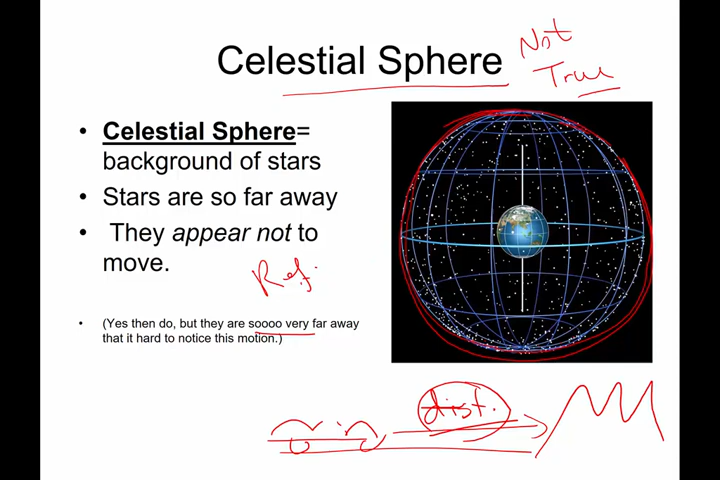 Celestial Sphere
Not
True
• Celestial Sphere=
background of stars
• Stars are so far away
• They appear not to
move.
Ref.
• (Yes then do, but they are soooo very far away
that it hard to notice this motion.)
dist.